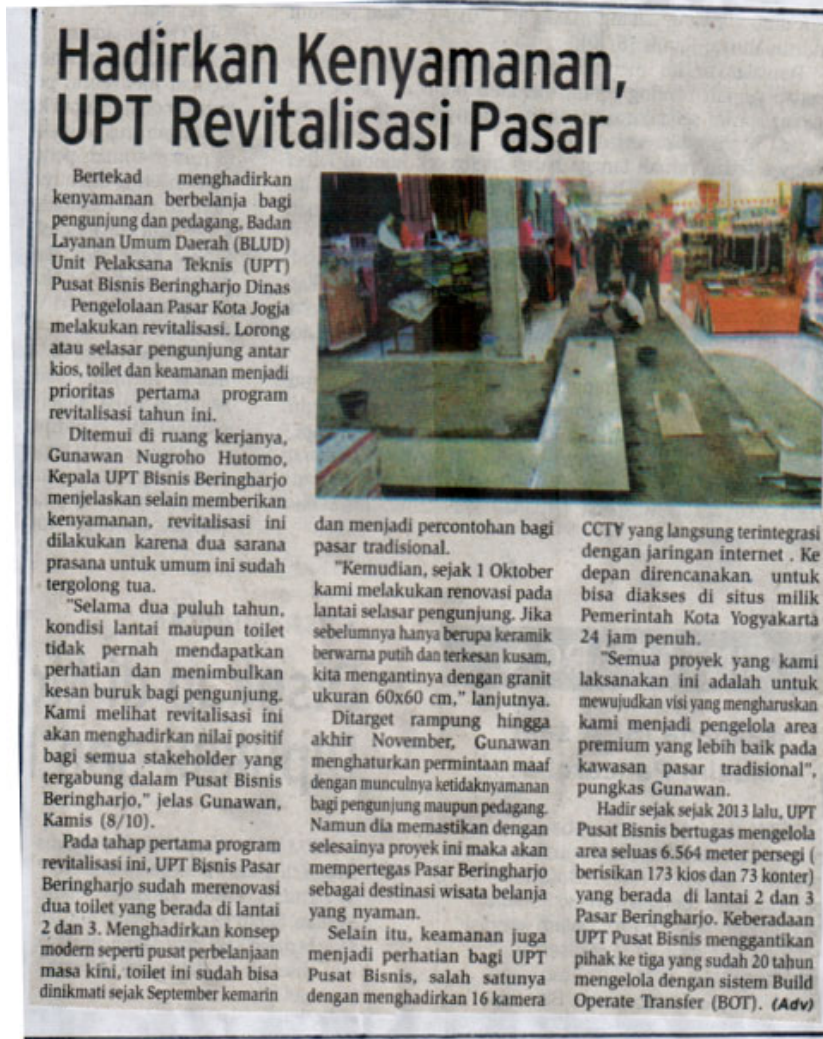 Hadirkan Kenyamanan,
UPT Revitalisasi Pasar
Bertekad menghadirkan
kenyamanan berbelanja bagi
pengunjung dan pedagang, Badan
Layanan Umum Daerah (BLUD)
Unit Pelaksana Teknis (UPT)
Pusat Bisnis Beringharjo Dinas
Pengelolaan Pasar Kota Jogja
melakukan revitalisasi. Lorong
atau selasar pengunjung antar
kios, toilet dan keamanan menjadi
prioritas pertama program
revitalisasi tahun ini.
Ditemui di ruang kerjanya,
Gunawan Nugroho Hutomo,
Kepala UPT Bisnis Beringharjo
menjelaskan selain memberikan
kenyamanan, revitalisasi ini
dilakukan karena dua sarana
prasana untuk umum ini sudah
tergolong tua.
"Selama dua puluh tahun,
kondisi lantai maupun toilet
tidak pernah mendapatkan
perhatian dan menimbulkan
kesan buruk bagi pengunjung.
Kami melihat revitalisasi ini
akan menghadirkan nilai positif
bagi semua stakeholder yang
tergabung dalam Pusat Bisnis
Beringharjo," jelas Gunawan,
Kamis (8/10).
Pada tahap pertama program
revitalisasi ini, UPT Bisnis Pasar
Beringharjo sudah merenovasi
dua toilet yang berada di lantai
2 dan 3. Menghadirkan konsep
modern seperti pusat perbelanjaan
masa kini, toilet ini sudah bisa
dinikmati sejak September kemarin
dan menjadi percontohan bagi
pasar tradisional.
"Kemudian, sejak 1 Oktober
kami melakukan renovasi pada
lantai selasar pengunjung. Jika
sebelumnya hanya berupa keramik
berwarna putih dan terkesan kusam,
kita mengantinya dengan granit
ukuran 60x60 cm," lanjutnya.
Ditarget rampung hingga
akhir November, Gunawan
menghaturkan permintaan maaf
dengan munculnya ketidaknyamanan
bagi pengunjung maupun pedagang.
Namun dia memastikan dengan
selesainya proyek ini maka akan
mempertegas Pasar Beringharjo
sebagai destinasi wisata belanja
yang nyaman.
Selain itu, keamanan juga
menjadi perhatian bagi UPT
Pusat Bisnis, salah satunya
dengan menghadirkan 16 kamera
CCTV yang langsung terintegrasi
dengan jaringan internet . Ke
depan direncanakan untuk
bisa diakses di situs milik
Pemerintah Kota Yogyakarta
24 jam penuh.
"Semua proyek yang kami
laksanakan ini adalah untuk
mewujudkan visi yang mengharuskan
kami menjadi pengelola area
premium yang lebih baik pada
kawasan pasar tradisional",
pungkas Gunawan.
Hadir sejak sejak 2013 lalu, UPT
Pusat Bisnis bertugas mengelola
area seluas 6.564 meter persegi (
berisikan 173 kios dan 73 konter)
yang berada di lantai 2 dan 3
Pasar Beringharjo. Keberadaan
UPT Pusat Bisnis menggantikan
pihak ke tiga yang sudah 20 tahun
mengelola dengan sistem Build
Operate Transfer (BOT). (Adv)